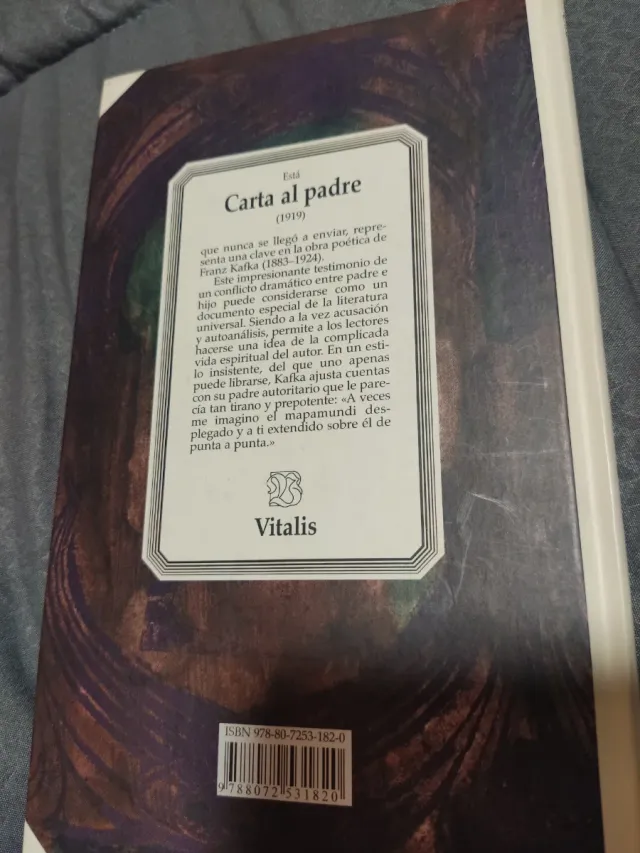 Está
Carta al padre
(1919)
que nunca se llegó a enviar, repre-
senta una clave en la obra poética de
Franz Kafka (1883–1924).
Este impresionante testimonio de
un conflicto dramático entre padre e
hijo puede considerarse como un
documento especial de la literatura
universal. Siendo a la vez acusación
y autoanálisis, permite a los lectores
hacerse una idea de la complicada
vida espiritual del autor. En un esti-
lo insistente, del que uno apenas
puede librarse, Kafka ajusta cuentas
con su padre autoritario que le pare-
cía tan tirano y prepotente: «A veces
me imagino el mapamundi des-
plegado y a ti extendido sobre él de
punta a punta.»
Vitalis
ISBN 978-80-7253-182-0
9 788072 531820